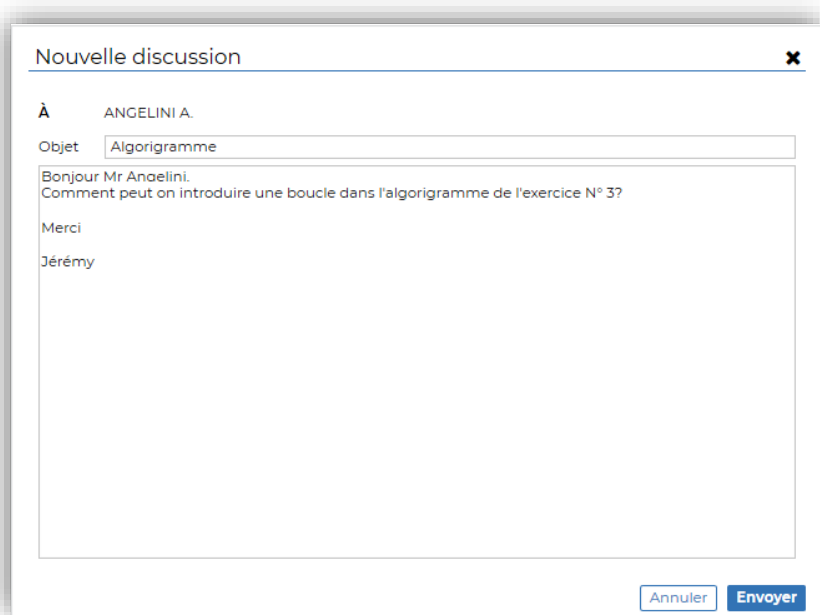 Nouvelle discussion
À ANGELINI A.
Objet Algorigramme
Bonjour Mr Angelini.
Comment peut on introduire une boucle dans l'algorigramme de l'exercice N° 3?
Merci
Jérémy
Annuler Envoyer